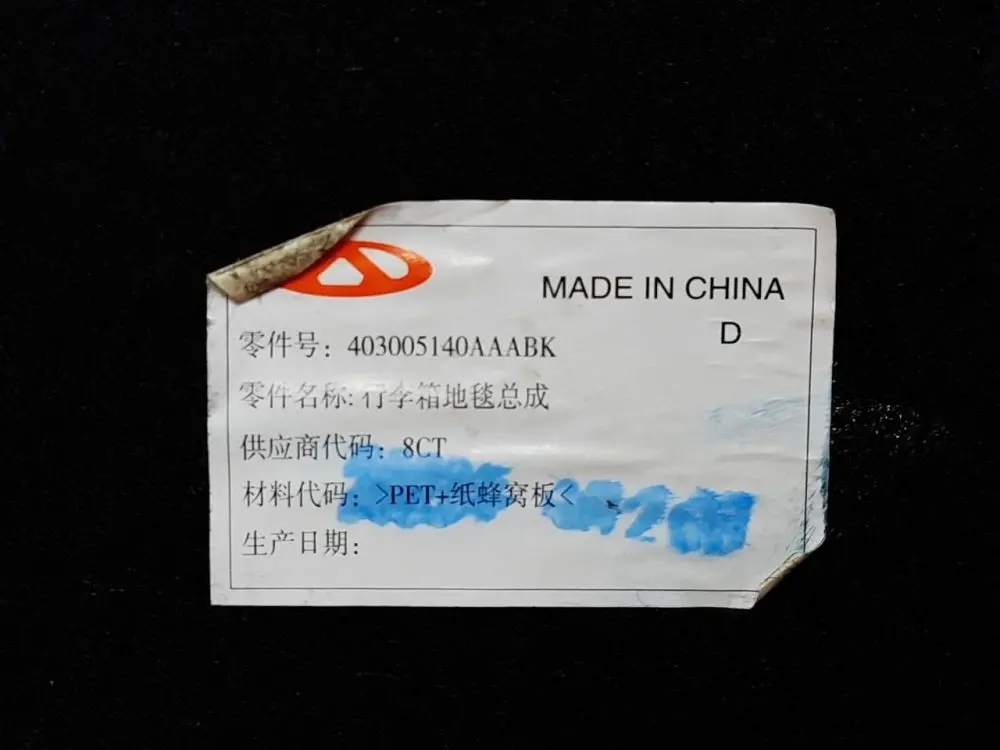 MADE IN CHINA
D
零件号：403005140AAABK
零件名称: 行李箱地毯总成
供应商代码：8CT
材料代码：>PET+纸蜂窝板<
生产日期：